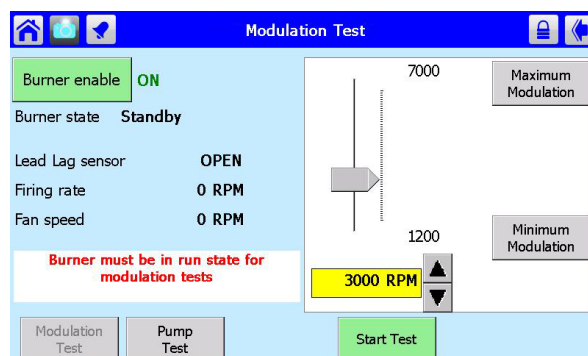 Modulation Test
Burner enable ON
Burner state Standby
Lead Lag sensor OPEN
Firing rate 0 RPM
Fan speed 0 RPM
Burner must be in run state for
modulation tests
7000
1200
3000 RPM
Maximum
Modulation
Minimum
Modulation
Modulation
Test
Pump
Test
Start Test